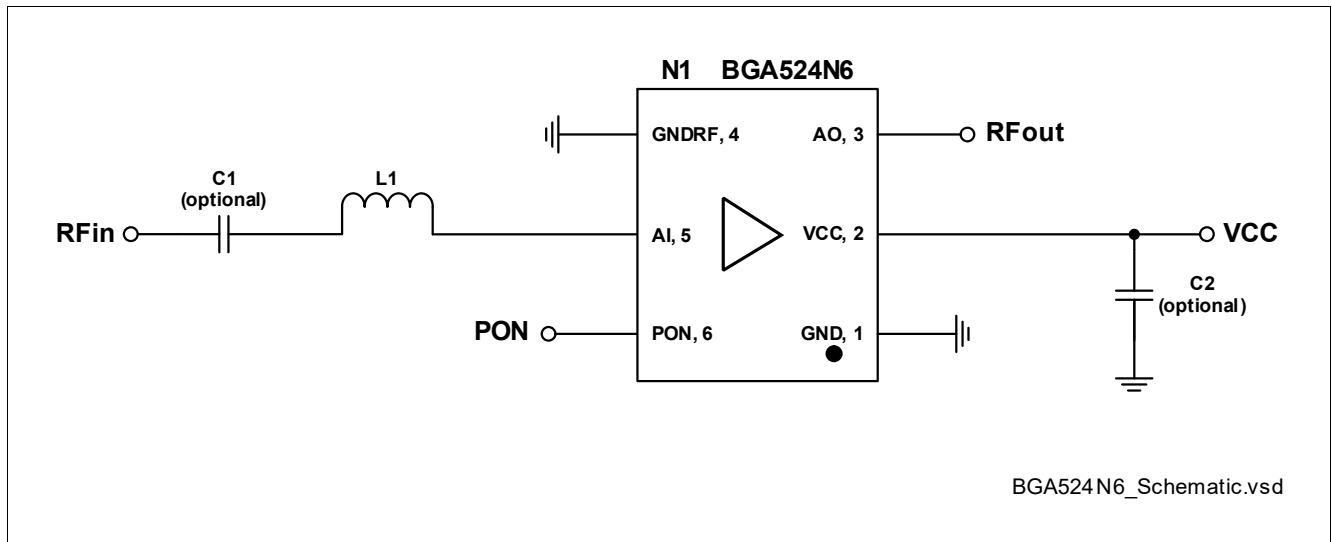 N1 BGA524N6
GNDRF, 4
AO, 3
RFout
C1
(optional)
L1
RFin
AI, 5
VCC, 2
VCC
C2
(optional)
PON
PON, 6
GND, 1
BGA524N6_Schematic.vsd